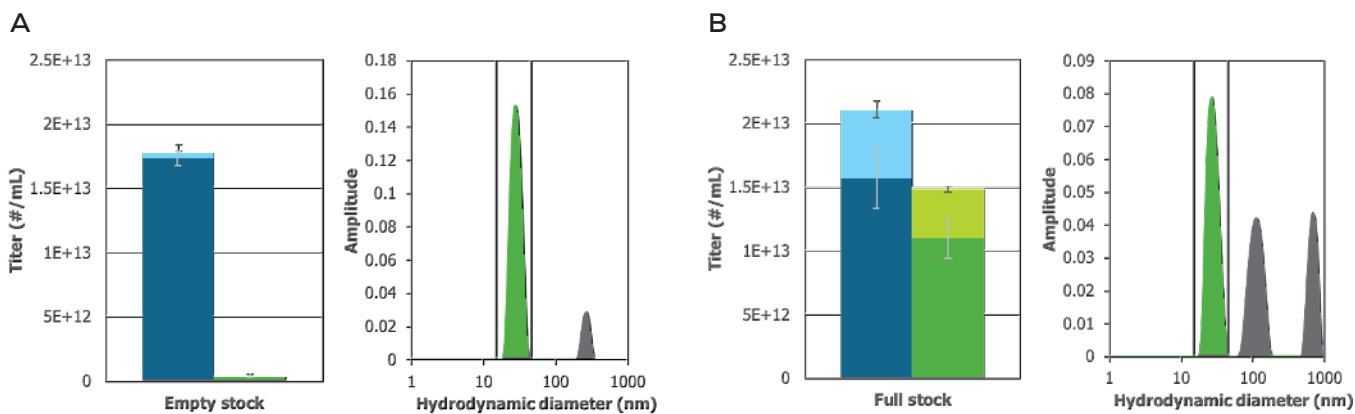 A
Titer (#/mL)
2.5E+13
2E+13
1.5E+13
1E+13
5E+12
0
Empty stock
Amplitude
0.18
0.16
0.14
0.12
0.10
0.08
0.06
0.04
0.02
0
1 10 100 1000
Hydrodynamic diameter (nm)
B
Titer (#/mL)
2.5E+13
2E+13
1.5E+13
1E+13
5E+12
0
Full stock
Amplitude
0.09
0.08
0.07
0.06
0.05
0.04
0.03
0.02
0.01
0
1 10 100 1000
Hydrodynamic diameter (nm)